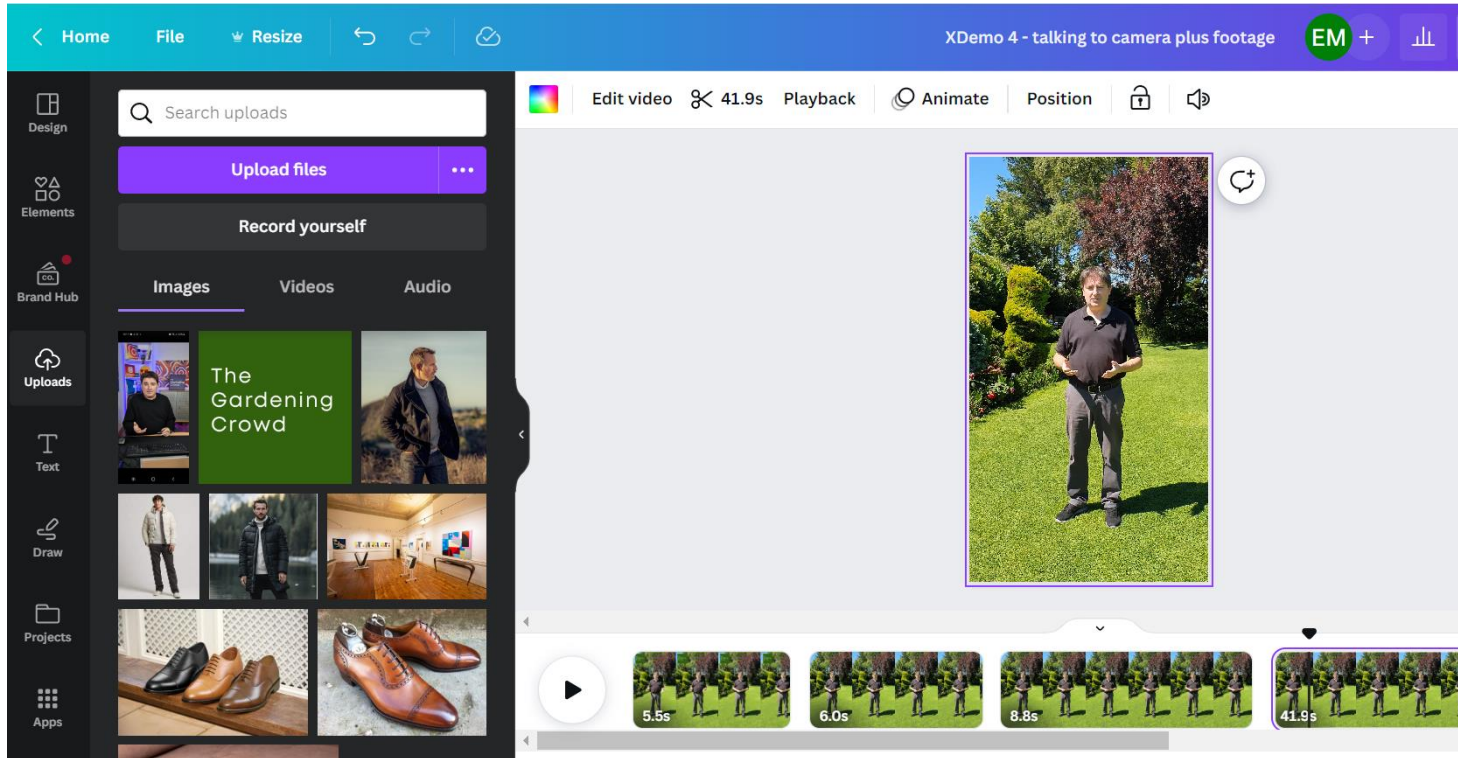 Home File Resize XDemo 4 - talking to camera plus footage EM +
Design
Elements
CO.
Brand Hub
Uploads
Text
Draw
Projects
Apps
Search uploads
Upload files
Record yourself
Images Videos Audio
The
Gardening
Crowd
Edit video 41.9s Playback Animate Position
5.5s 6.0s 8.8s 41.9s